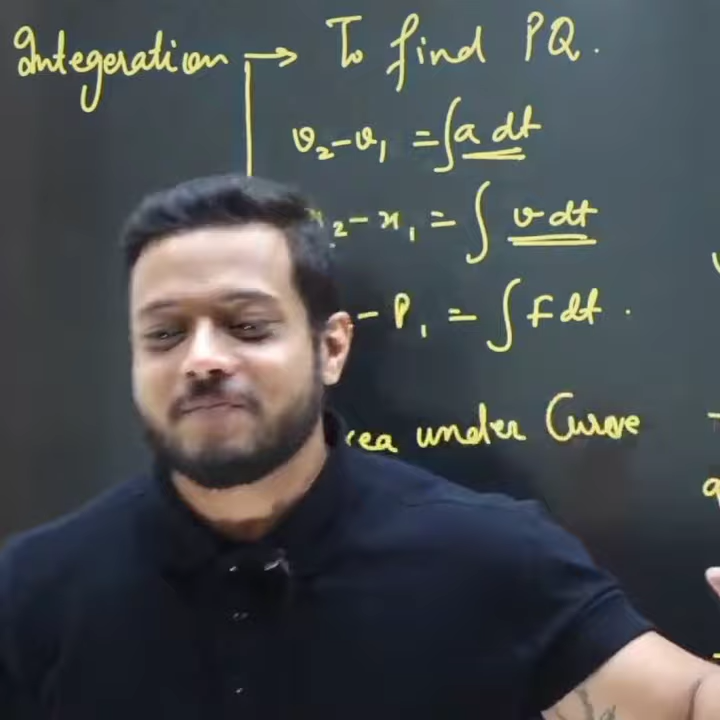 Integeration → To find PQ.
v₂-v₁ = ∫a dt
₂-x₁ = ∫ v dt
- P₁ = ∫ F dt.
rea under Curve